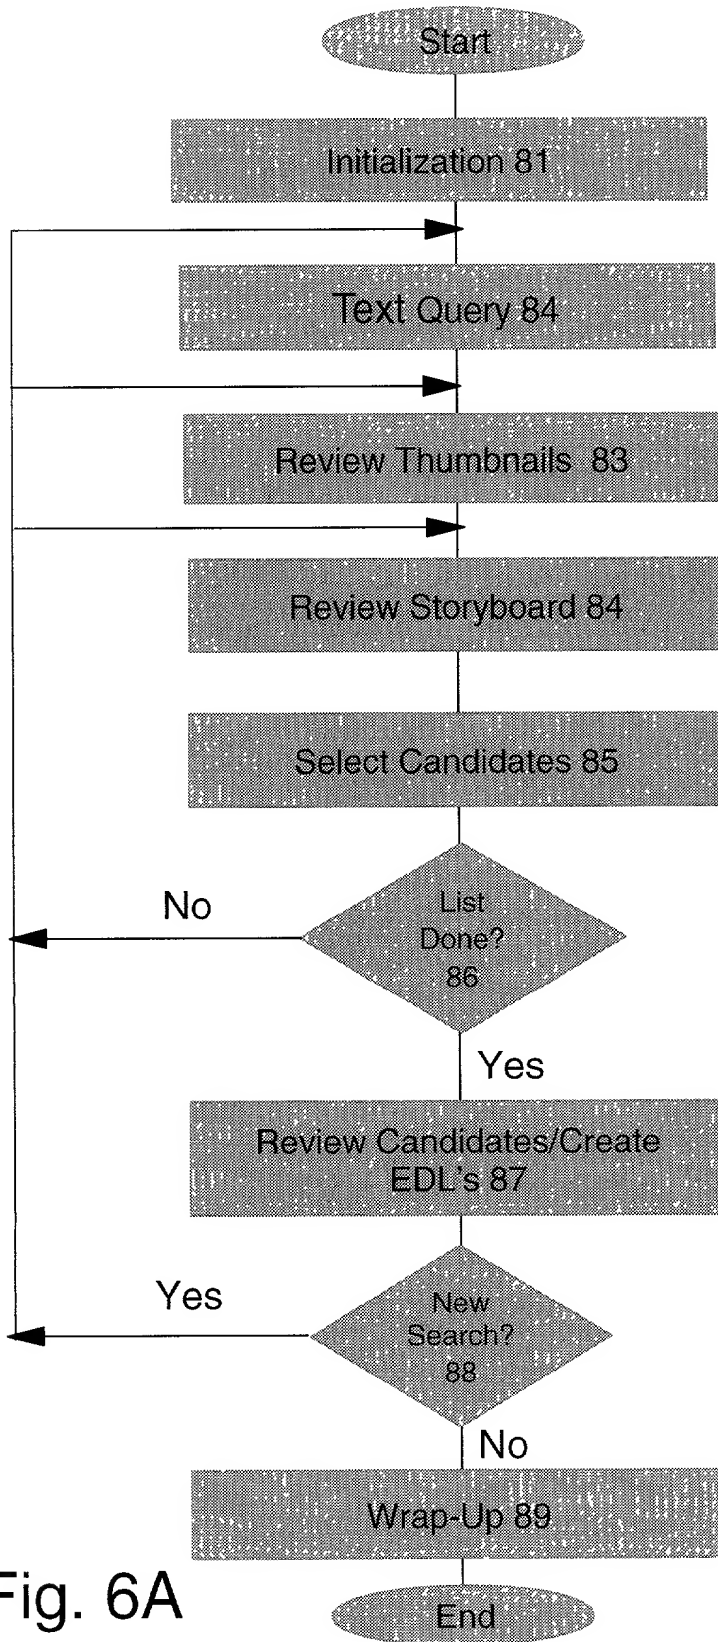 Start
Initialization 81
Text Query 84
Review Thumbnails 83
Review Storyboard 84
Select Candidates 85
No
List
Done?
86
Yes
Review Candidates/Create
EDL's 87
Yes
New
Search?
88
No
Wrap-Up 89
Fig. 6A
End